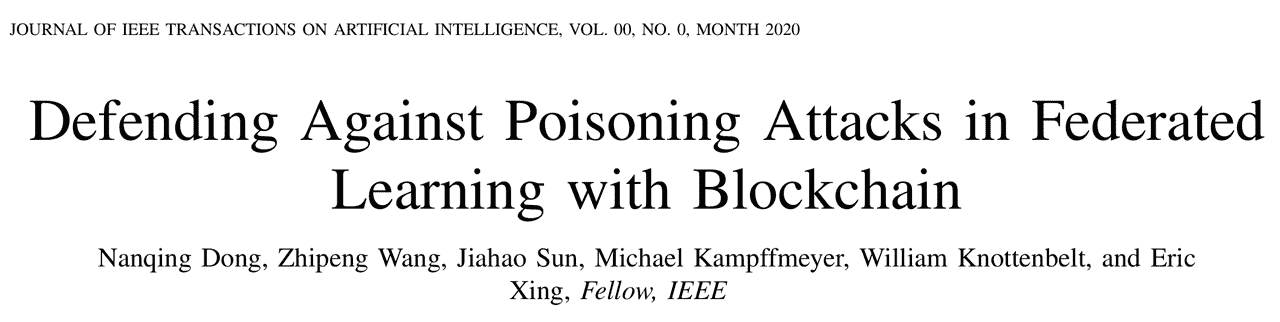 JOURNAL OF IEEE TRANSACTIONS ON ARTIFICIAL INTELLIGENCE, VOL. 00, NO. 0, MONTH 2020
Defending Against Poisoning Attacks in Federated
Learning with Blockchain
Nanqing Dong, Zhipeng Wang, Jiahao Sun, Michael Kampffmeyer, William Knottenbelt, and Eric
Xing, Fellow, IEEE